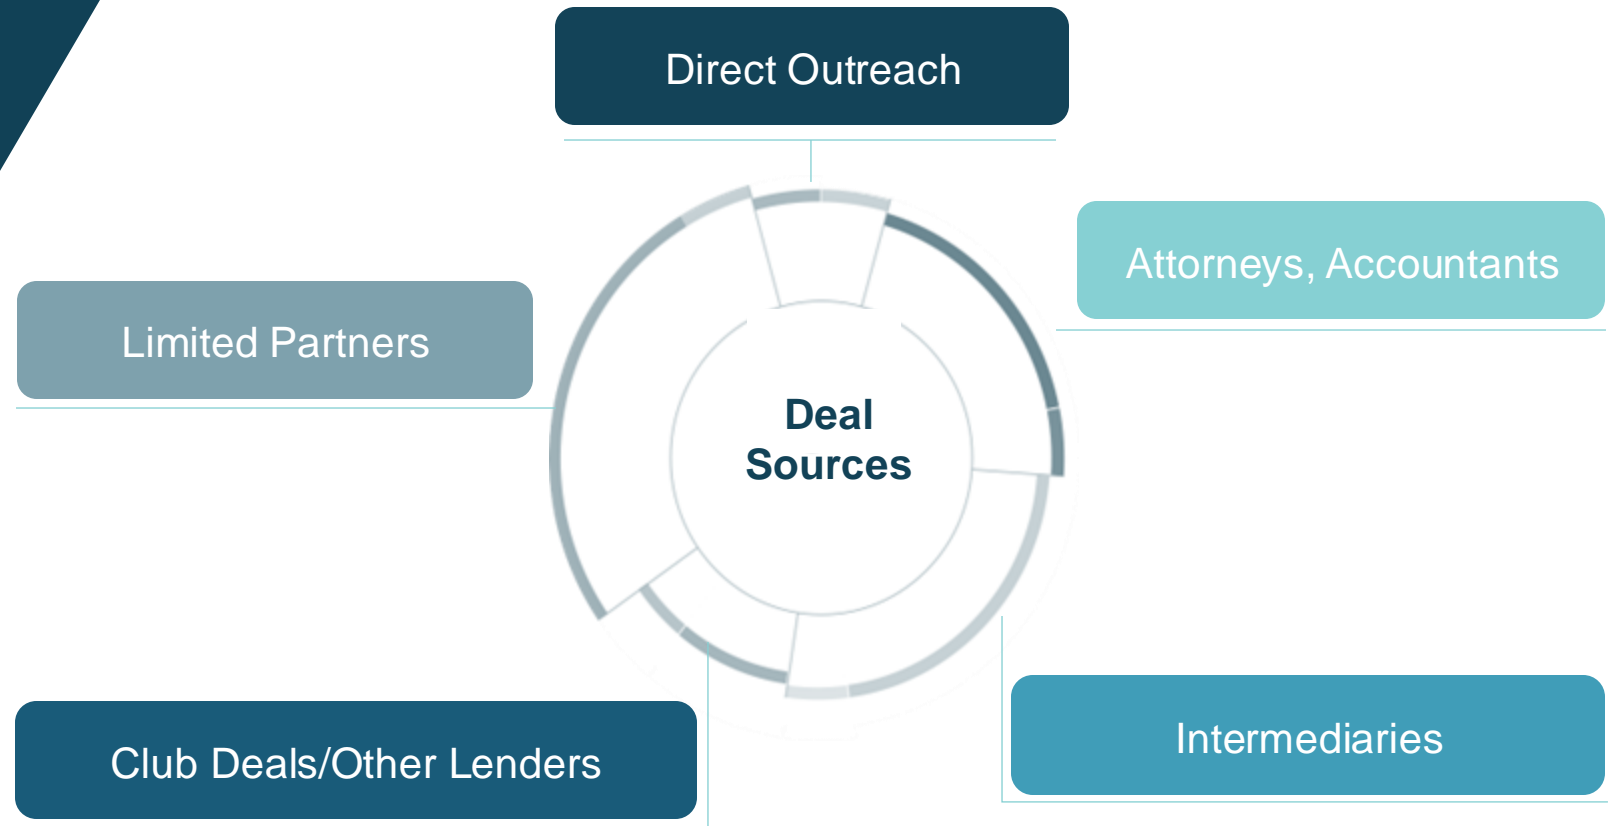 Direct Outreach
Attorneys, Accountants
Limited Partners
Deal
Sources
Intermediaries
Club Deals/Other Lenders